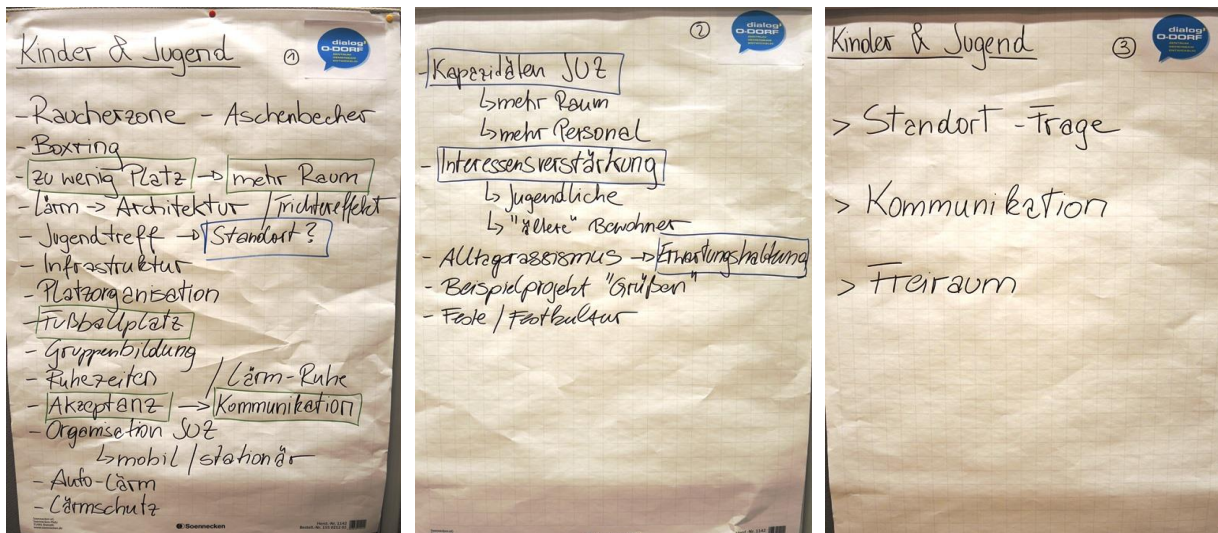 Kinder & Jugend
①
dialog'
O-DORF
- Raucherzone - Aschenbecher
- Boxring
- zu wenig Platz → mehr Raum
- Lärm → Architektur / Trichtereffekt
- Jugendtreff → Standort?
- Infrastruktur
- Platzorganisation
- Fußballplatz
- Gruppenbildung
- Ruhezeiten / Lärm-Ruhe
- Akzeptanz → Kommunikation
- Organisation JUZ
↳ mobil / stationär
- Auto-Lärm
- Lärmschutz
Soennecken
②
dialog'
O-DORF
- Kapazidäten JUZ
↳ mehr Raum
↳ mehr Personal
- Interessensverstärkung
↳ Jugendliche
↳ "ältere" Bewohner
- Alltagsrassismus → Erwartungshaltung
- Beispielprojekt "Grüßen"
- Feste / Festkultur
Kinder & Jugend
③
dialog'
O-DORF
> Standort - Frage
> Kommunikation
> Freiraum